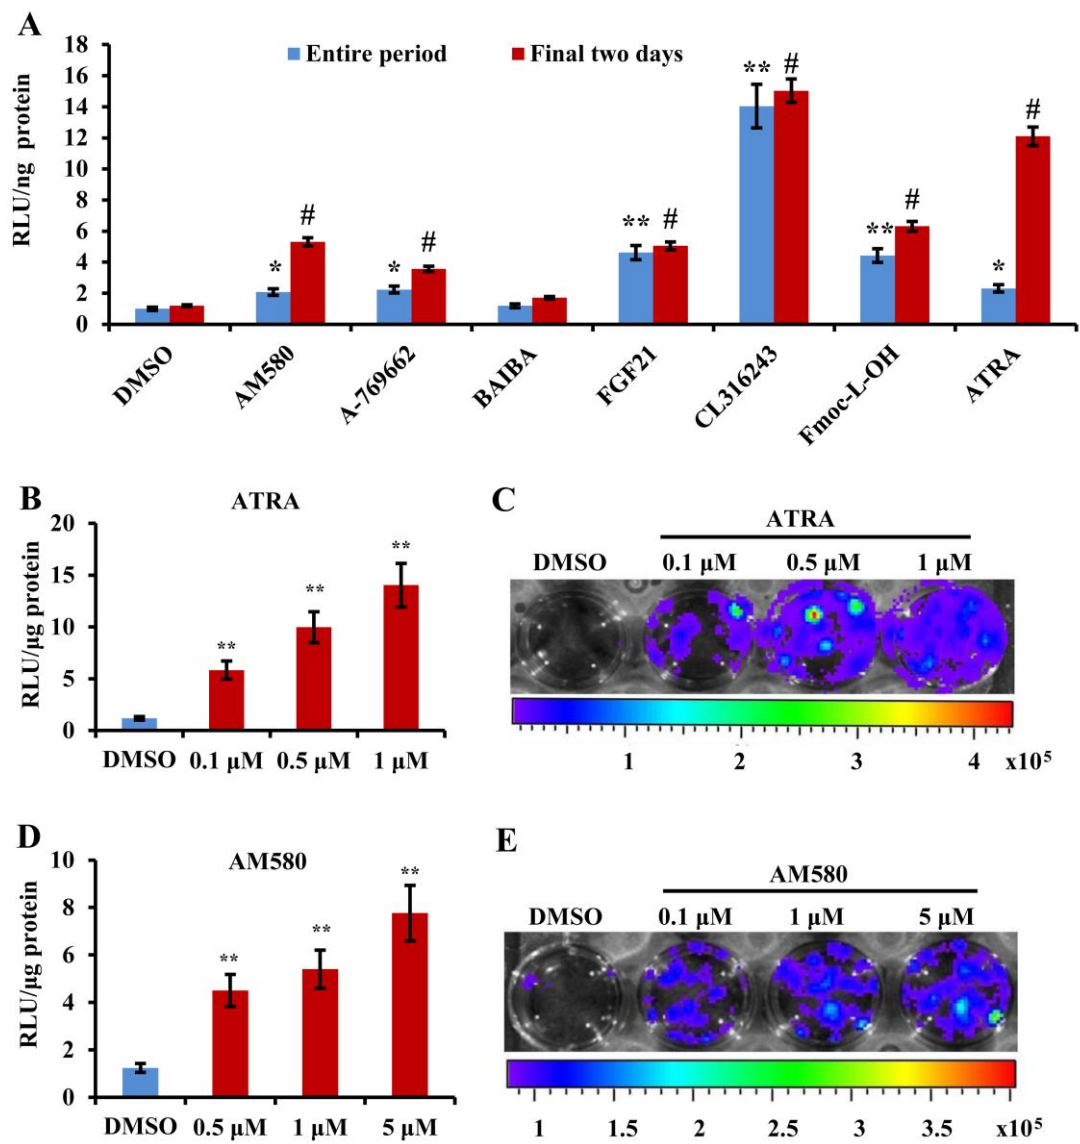 A
18
16
14
12
10
8
6
4
2
0
RLU/ng protein
Entire period
Final two days
* #
* #
** #
** #
** #
* #
DMSO
AM580
A-769662
BAIBA
FGF21
CL316243
Fmoc-L-OH
ATRA
B
ATRA
20
15
10
5
0
RLU/µg protein
**
**
**
DMSO 0.1 µM 0.5 µM 1 µM
C
ATRA
DMSO 0.1 µM 0.5 µM 1 µM
1 2 3 4 x10⁵
D
AM580
10
8
6
4
2
0
RLU/µg protein
**
**
**
DMSO 0.5 µM 1 µM 5 µM
E
AM580
DMSO 0.1 µM 1 µM 5 µM
1 1.5 2 2.5 3 3.5 x10⁵